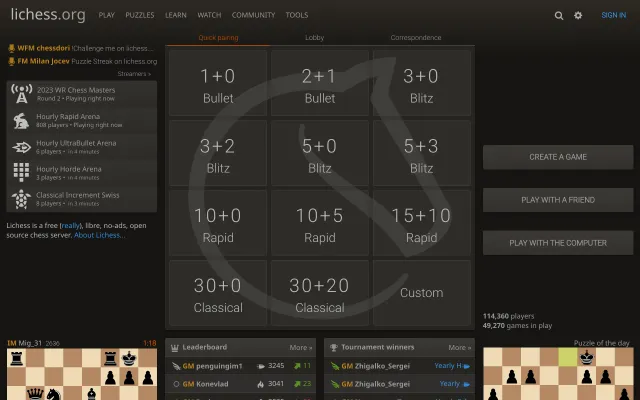 lichess.org PLAY PUZZLES LEARN WATCH COMMUNITY TOOLS SIGN IN
WFM chessdori !Challenge me on lichess...
FM Milan Jocev Puzzle Streak on lichess.org
Streamers »
2023 WR Chess Masters
Round 2 • Playing right now
Hourly Rapid Arena
808 players • Playing right now
Hourly UltraBullet Arena
6 players • in 4 minutes
Hourly Horde Arena
3 players • in 4 minutes
Classical Increment Swiss
8 players • in 3 minutes
Lichess is a free (really), libre, no-ads, open
source chess server. About Lichess...
Quick pairing Lobby Correspondence
1+0 2+1 3+0
Bullet Bullet Blitz
3+2 5+0 5+3
Blitz Blitz Blitz
10+0 10+5 15+10
Rapid Rapid Rapid
30+0 30+20 Custom
Classical Classical
CREATE A GAME
PLAY WITH A FRIEND
PLAY WITH THE COMPUTER
114,360 players
49,270 games in play
IM Mig_31 2636 1:18
Leaderboard More »
GM penguingim1 3245 11
GM Konevlad 3041 23
Tournament winners More »
GM Zhigalko_Sergei Yearly H
GM Zhigalko_Sergei Yearly
Puzzle of the day